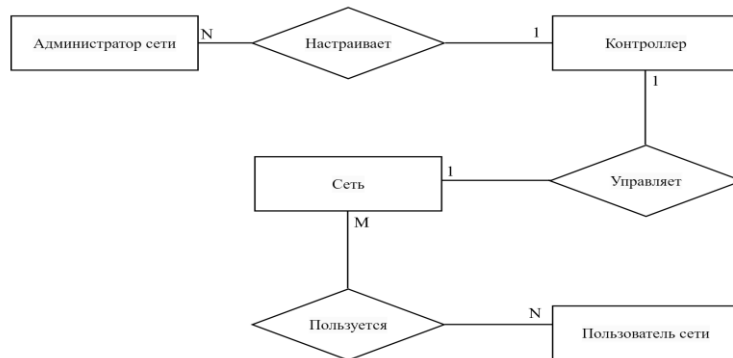 Администратор сети
N
Настраивает
1
Контроллер
1
Сеть
1
Управляет
M
Пользуется
N
Пользователь сети